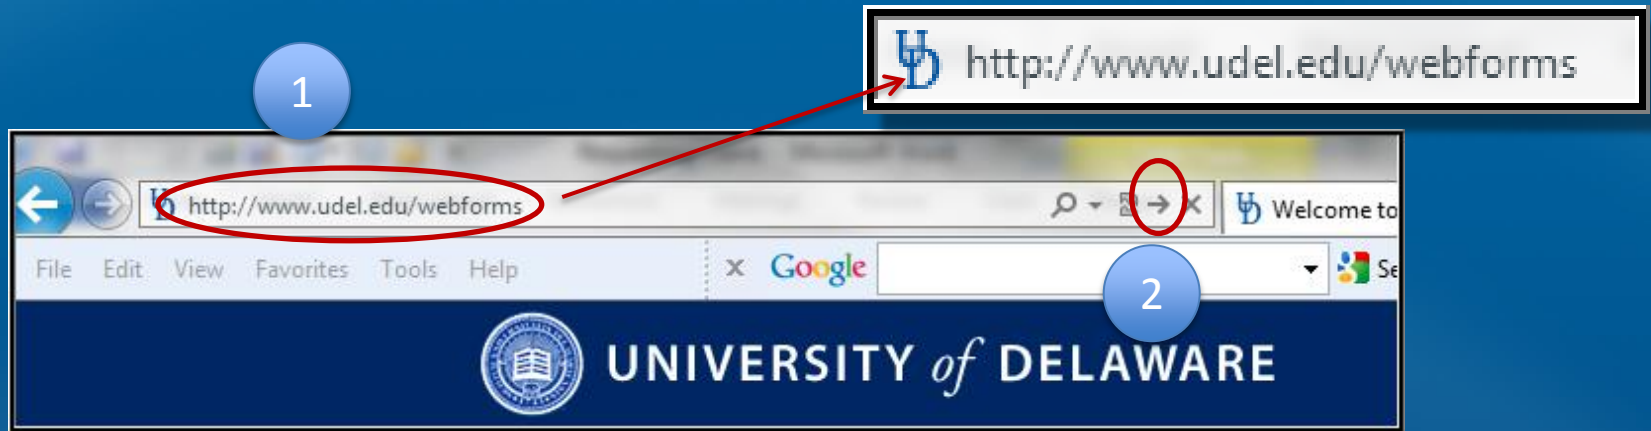 http://www.udel.edu/webforms
1
http://www.udel.edu/webforms
Welcome to
File Edit View Favorites Tools Help
x Google
Se
2
UNIVERSITY of DELAWARE